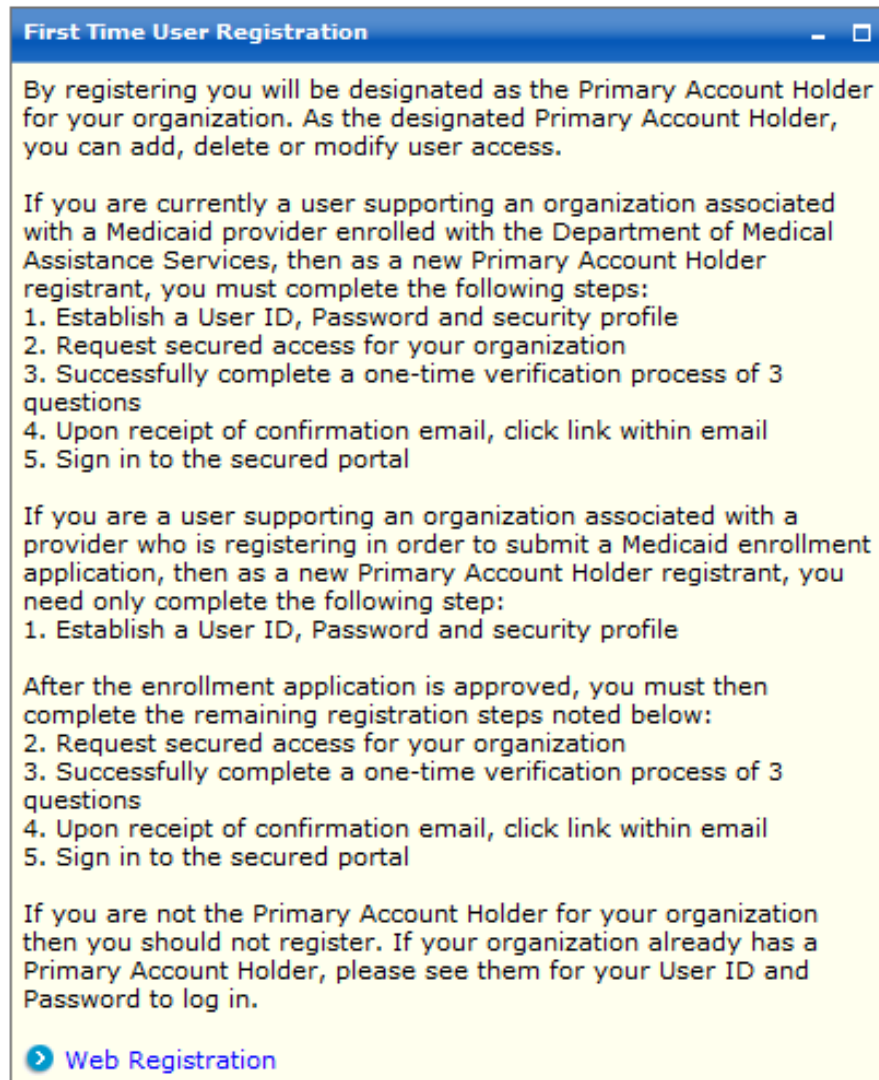 First Time User Registration
By registering you will be designated as the Primary Account Holder
for your organization. As the designated Primary Account Holder,
you can add, delete or modify user access.
If you are currently a user supporting an organization associated
with a Medicaid provider enrolled with the Department of Medical
Assistance Services, then as a new Primary Account Holder
registrant, you must complete the following steps:
1. Establish a User ID, Password and security profile
2. Request secured access for your organization
3. Successfully complete a one-time verification process of 3
questions
4. Upon receipt of confirmation email, click link within email
5. Sign in to the secured portal
If you are a user supporting an organization associated with a
provider who is registering in order to submit a Medicaid enrollment
application, then as a new Primary Account Holder registrant, you
need only complete the following step:
1. Establish a User ID, Password and security profile
After the enrollment application is approved, you must then
complete the remaining registration steps noted below:
2. Request secured access for your organization
3. Successfully complete a one-time verification process of 3
questions
4. Upon receipt of confirmation email, click link within email
5. Sign in to the secured portal
If you are not the Primary Account Holder for your organization
then you should not register. If your organization already has a
Primary Account Holder, please see them for your User ID and
Password to log in.
Web Registration